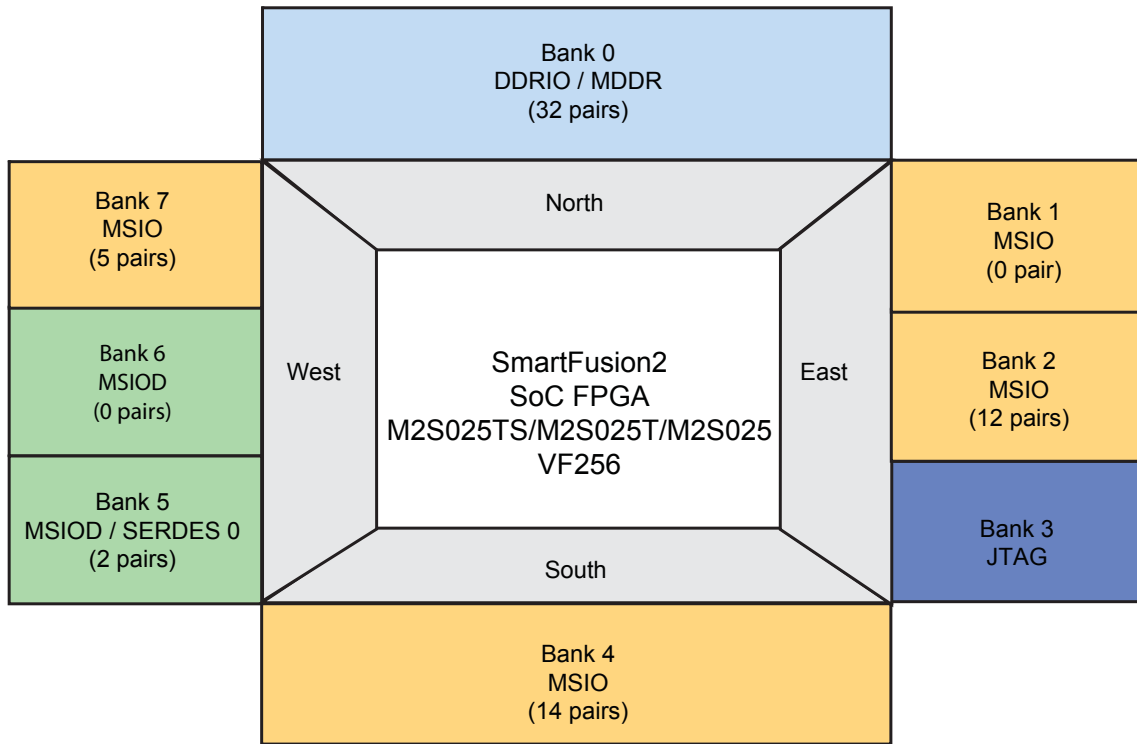 Bank 0
DDRIO / MDDR
(32 pairs)
Bank 7
MSIO
(5 pairs)
North
Bank 1
MSIO
(0 pair)
Bank 6
MSIOD
(0 pairs)
West
SmartFusion2
SoC FPGA
M2S025TS/M2S025T/M2S025
VF256
East
Bank 2
MSIO
(12 pairs)
Bank 5
MSIOD / SERDES 0
(2 pairs)
South
Bank 3
JTAG
Bank 4
MSIO
(14 pairs)